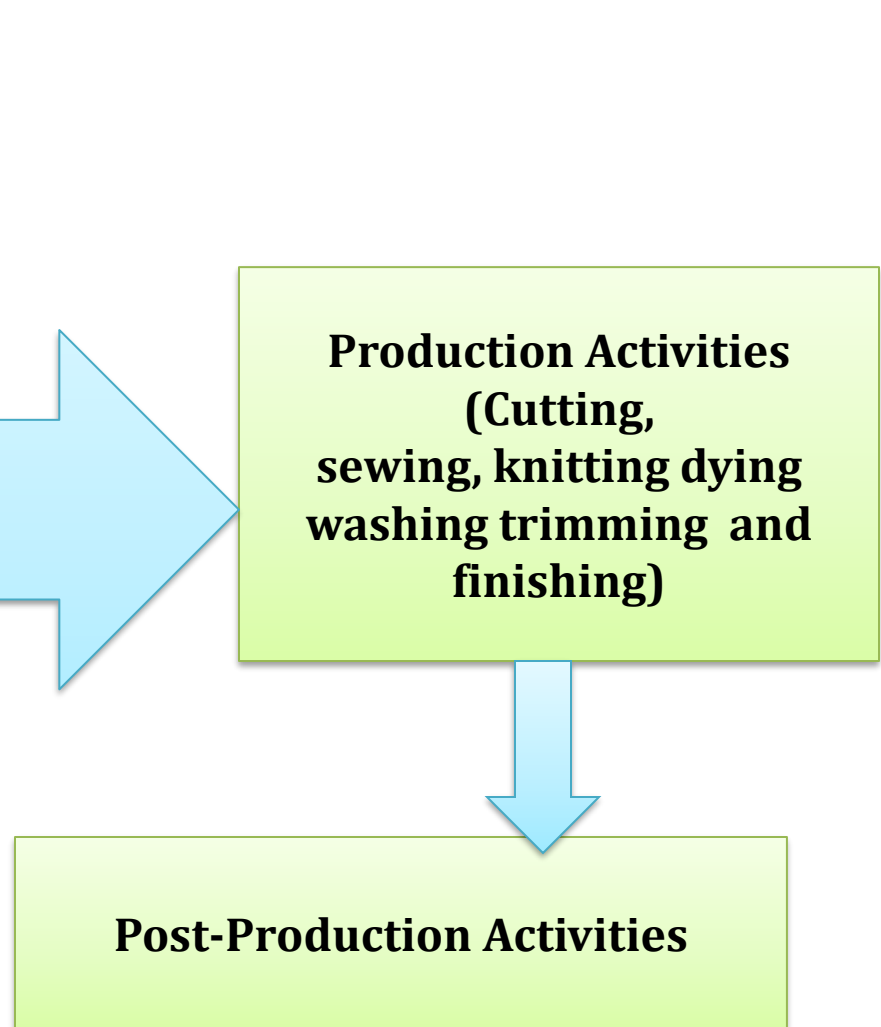 Production Activities
(Cutting,
sewing, knitting dying
washing trimming  and
finishing)
Post-Production Activities